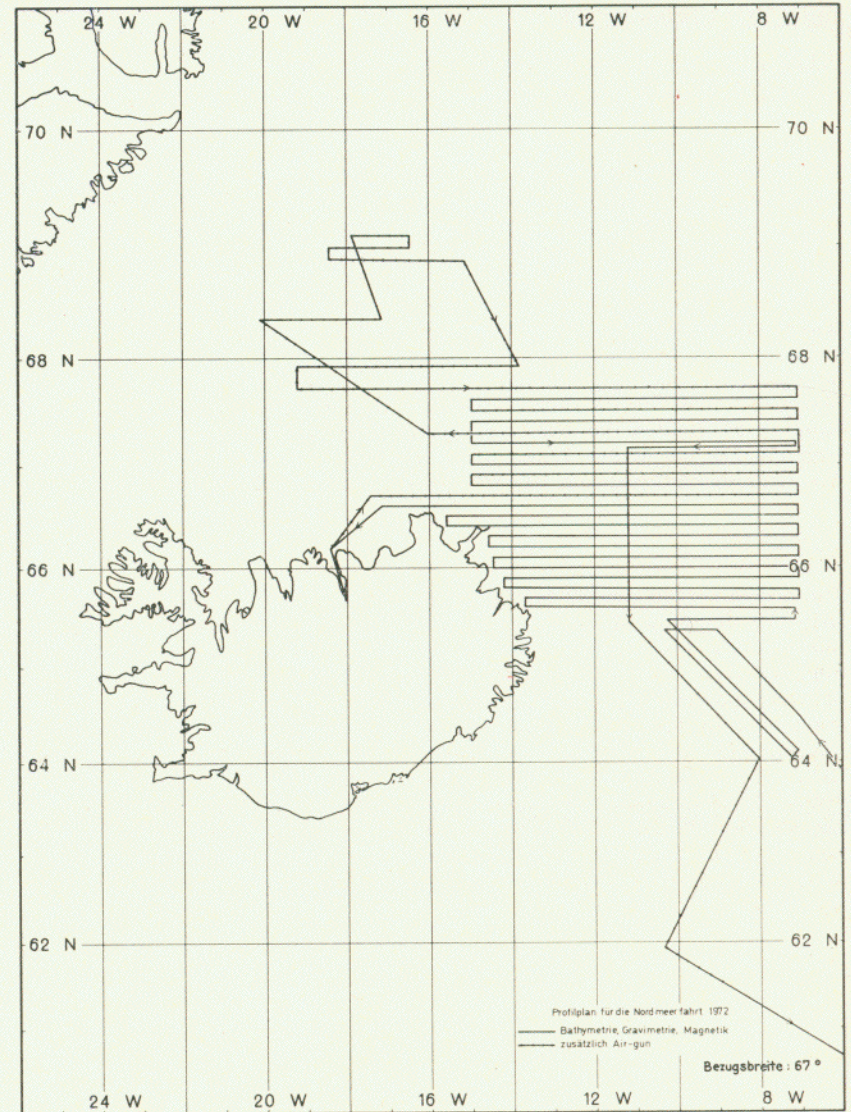 24 W 20 W 16 W 12 W 8 W
70 N 70 N
68 N 68 N
66 N 66 N
64 N 64 N
62 N 62 N
Profilplan für die Nordmeerfahrt 1972
Bathymetrie, Gravimetrie, Magnetik
zusätzlich Air-gun
Bezugsbreite : 67°
24 W 20 W 16 W 12 W 8 W